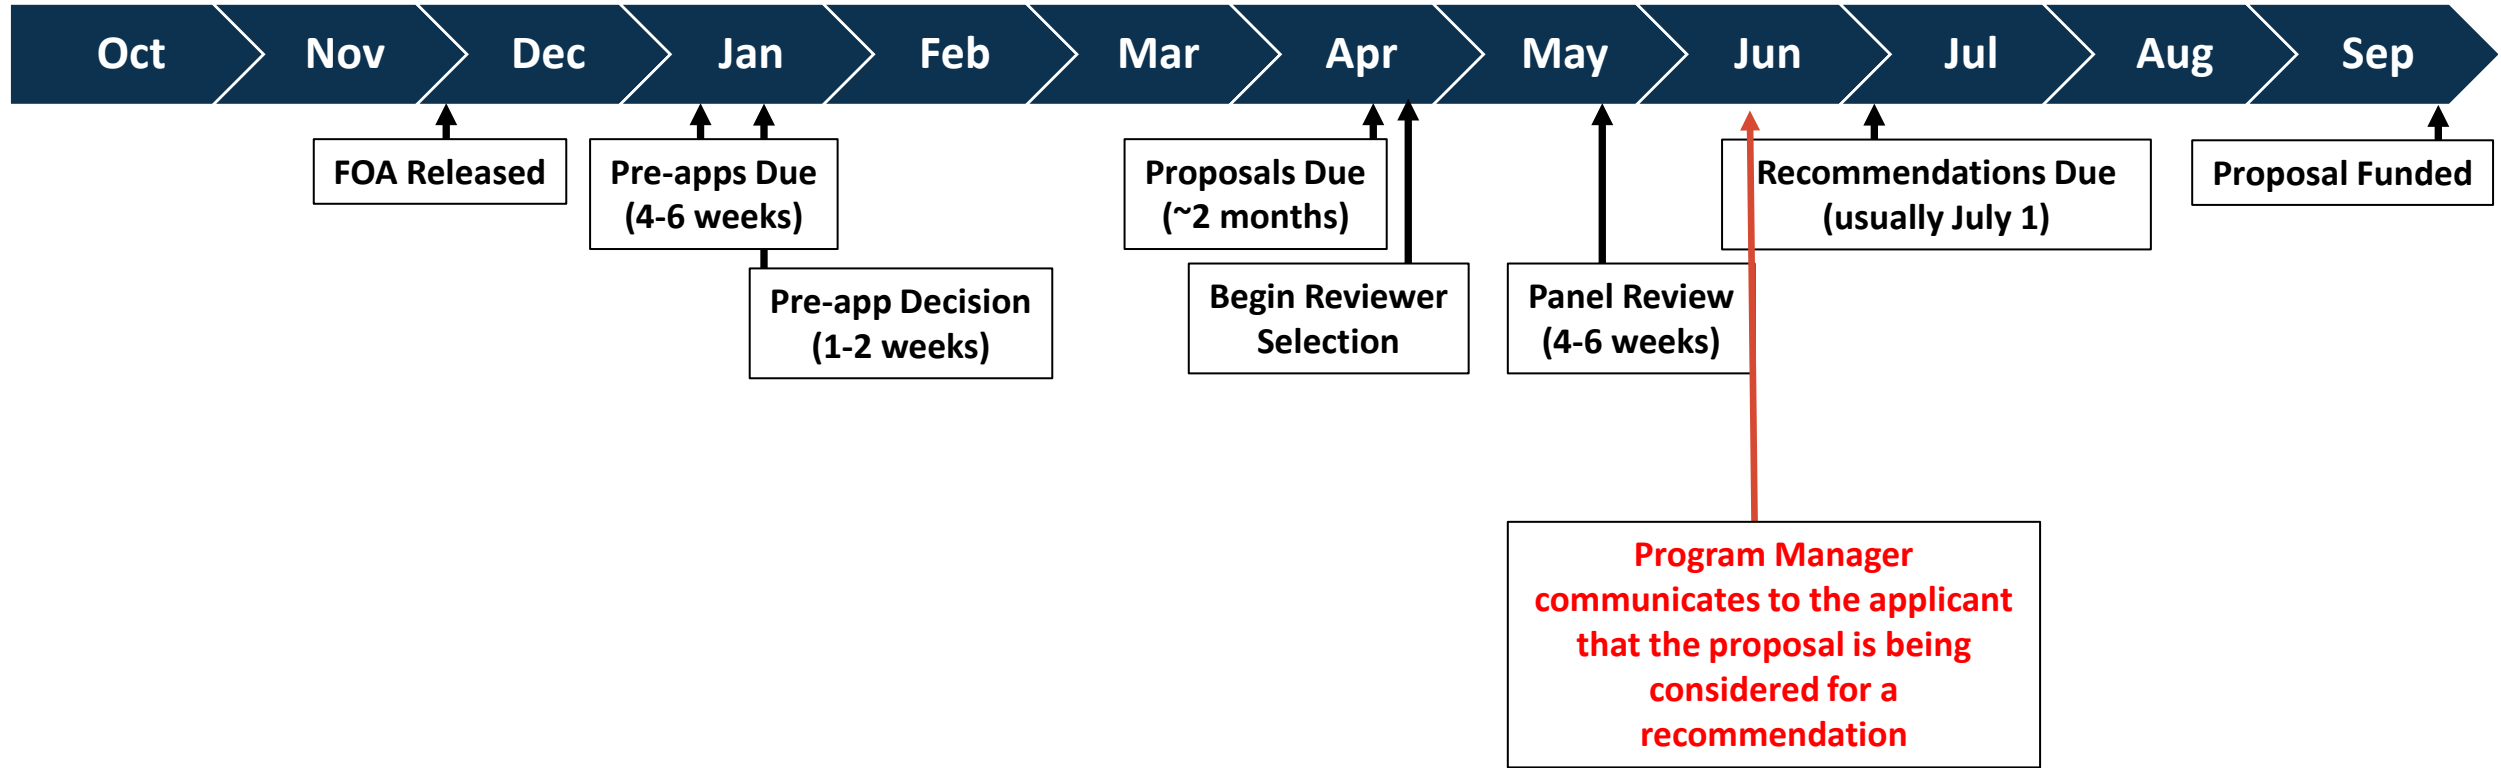 Oct Nov Dec Jan Feb Mar Apr May Jun Jul Aug Sep
FOA Released
Pre-apps Due
(4-6 weeks)
Pre-app Decision
(1-2 weeks)
Proposals Due
(~2 months)
Begin Reviewer
Selection
Panel Review
(4-6 weeks)
Recommendations Due
(usually July 1)
Proposal Funded
Program Manager
communicates to the applicant
that the proposal is being
considered for a
recommendation